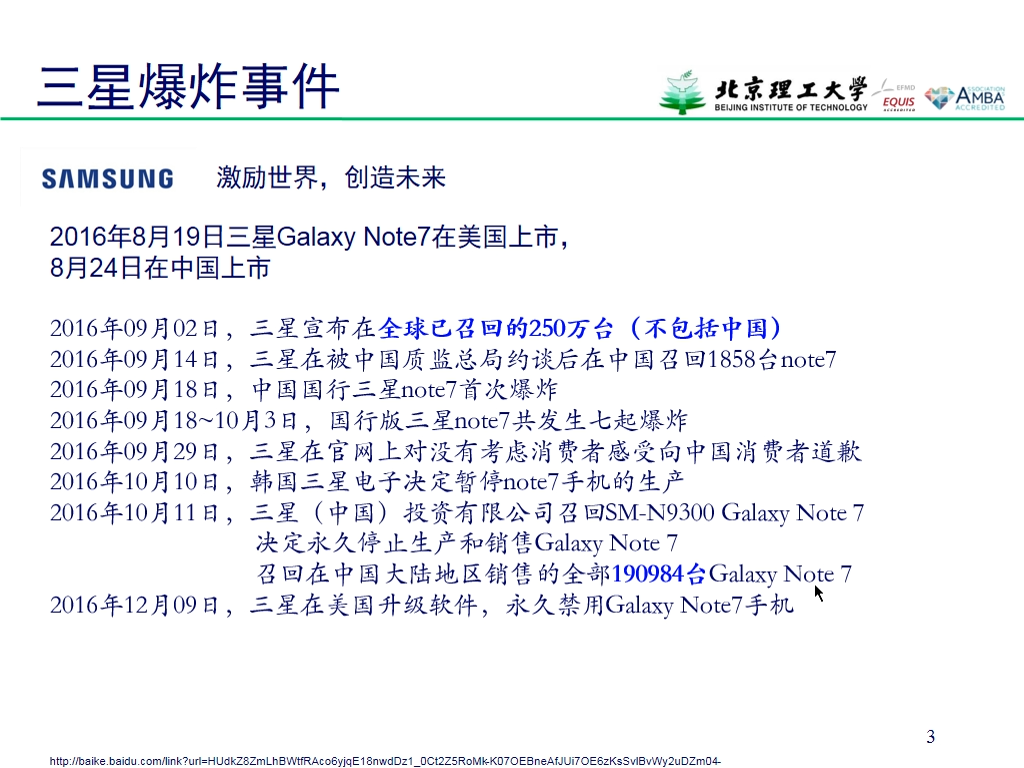 三星爆炸事件
北京理工大学
BEIJING INSTITUTE OF TECHNOLOGY
EFMD
EQUIS
ACCREDITED
ASSOCIATION
AMBA
ACCREDITED
SAMSUNG 激励世界，创造未来
2016年8月19日三星Galaxy Note7在美国上市，
8月24日在中国上市
2016年09月02日，三星宣布在全球已召回的250万台（不包括中国）
2016年09月14日，三星在被中国质监总局约谈后在中国召回1858台note7
2016年09月18日，中国国行三星note7首次爆炸
2016年09月18~10月3日，国行版三星note7共发生七起爆炸
2016年09月29日，三星在官网上对没有考虑消费者感受向中国消费者道歉
2016年10月10日，韩国三星电子决定暂停note7手机的生产
2016年10月11日，三星（中国）投资有限公司召回SM-N9300 Galaxy Note 7
决定永久停止生产和销售Galaxy Note 7
召回在中国大陆地区销售的全部190984台Galaxy Note 7
2016年12月09日，三星在美国升级软件，永久禁用Galaxy Note7手机
3
http://baike.baidu.com/link?url=HUdkZ8ZmLhBWtfRAco6yjqE18nwdDz1_0Ct2Z5RoMk-K07OEBneAfJUi7OE6zKsSvIBvWy2uDZm04-